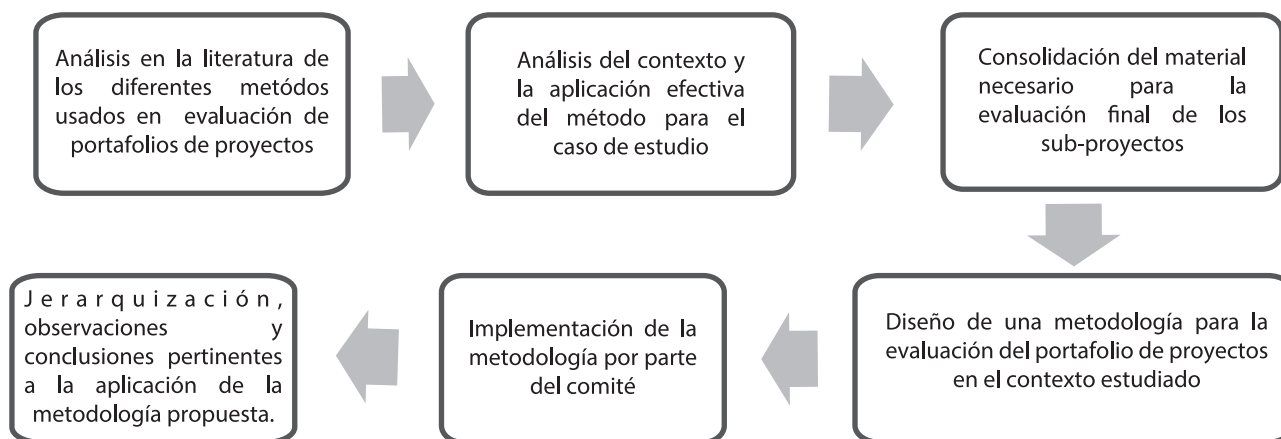 Análisis en la literatura de
los diferentes metódos
usados en evaluación de
portafolios de proyectos
Análisis del contexto y
la aplicación efectiva
del método para el
caso de estudio
Consolidación del material
necesario para la
evaluación final de los
sub-proyectos
Diseño de una metodología para la
evaluación del portafolio de proyectos
en el contexto estudiado
Implementación de la
metodología por parte
del comité
Jerarquización,
observaciones y
conclusiones pertinentes
a la aplicación de la
metodología propuesta.